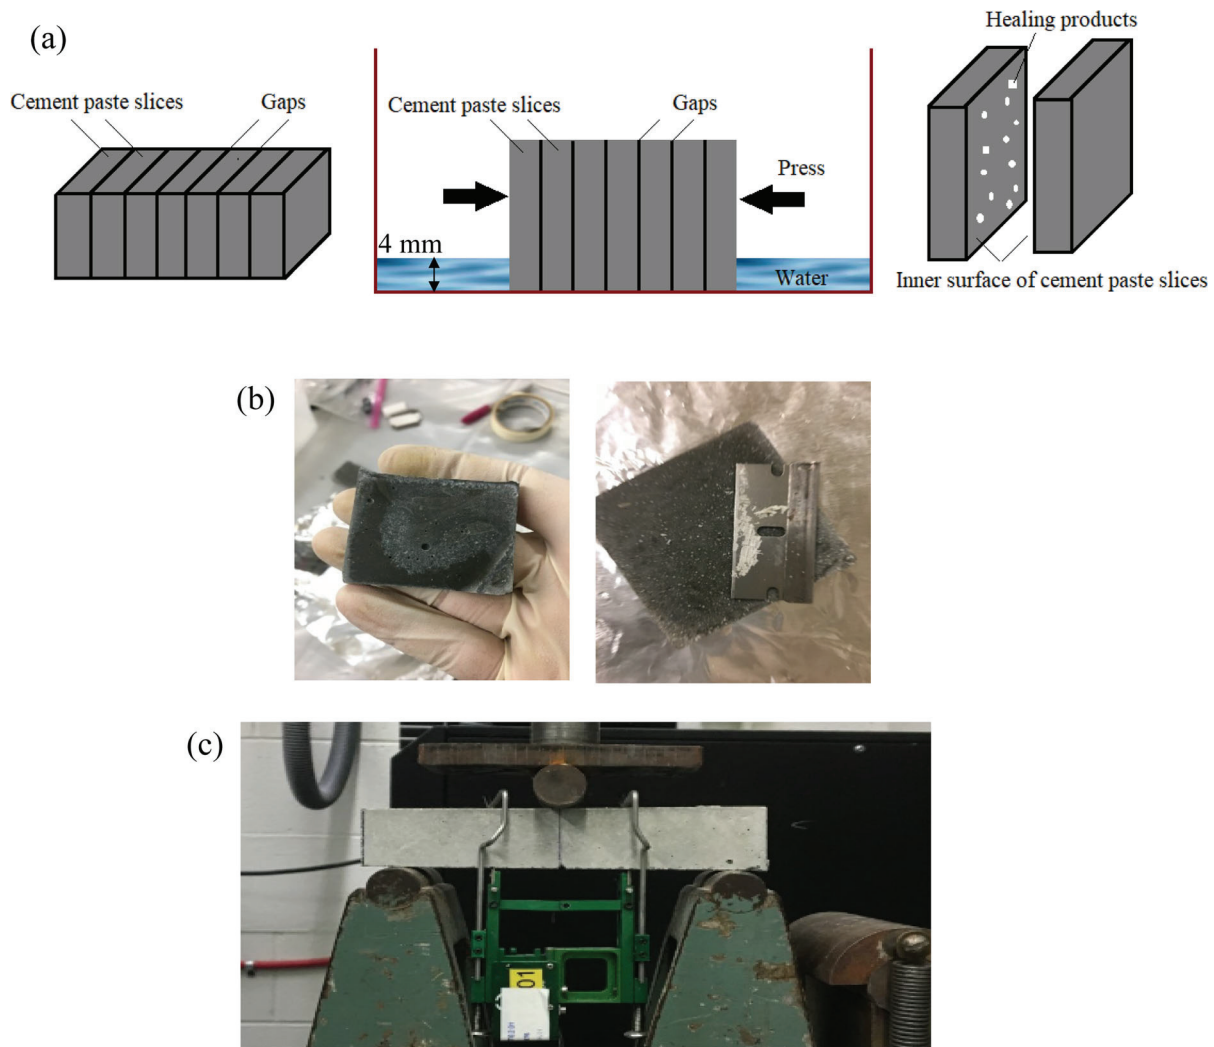 (a)
Healing products
Cement paste slices
Gaps
Cement paste slices
Gaps
Press
4 mm
Water
Inner surface of cement paste slices
(b)
(c)
01